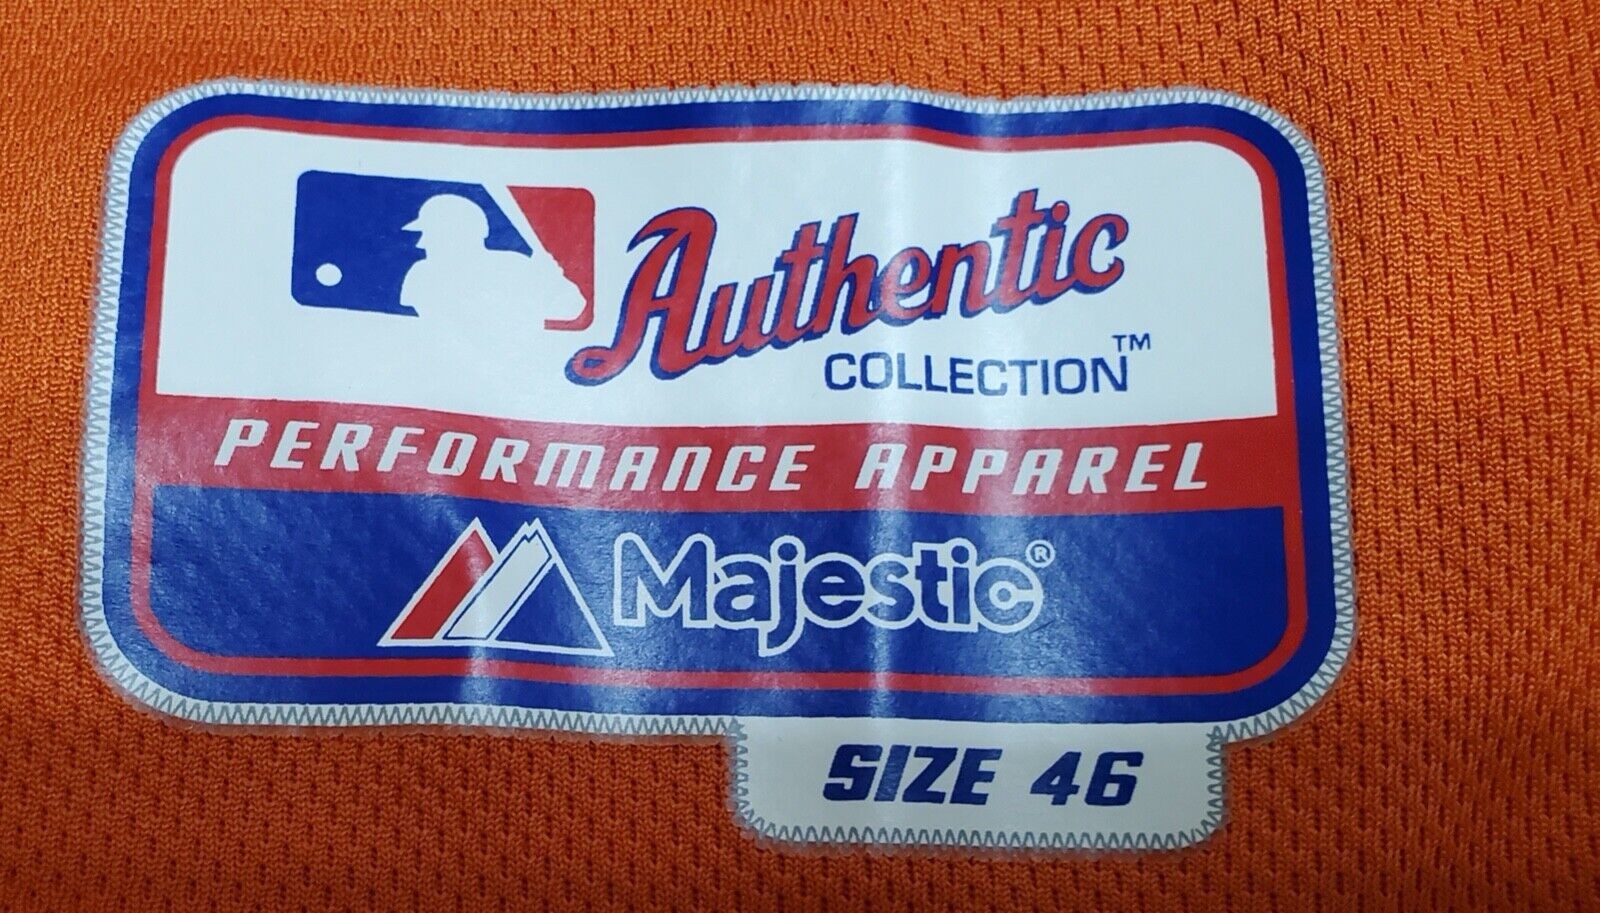 Authentic
COLLECTION™
PERFORMANCE APPAREL
Majestic®
SIZE 46